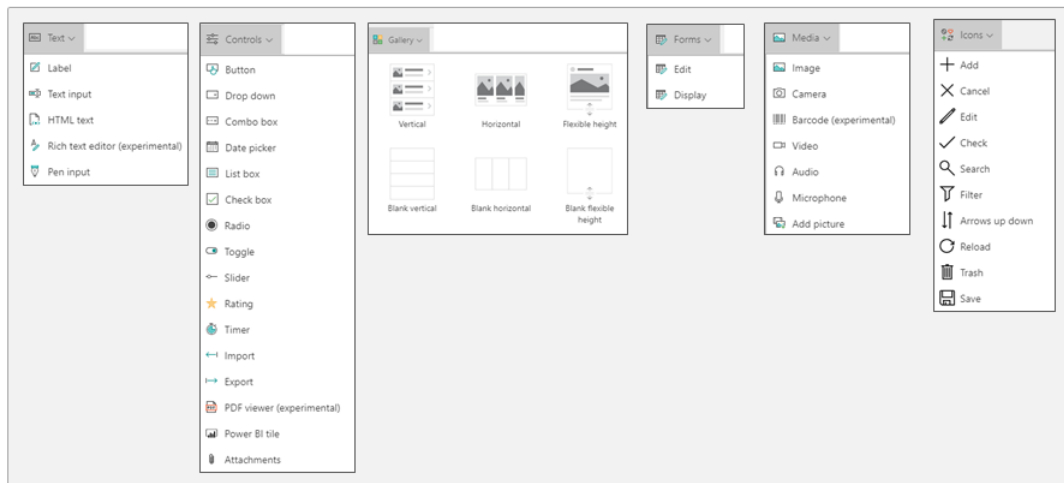 Text
Label
Text input
HTML text
Rich text editor (experimental)
Pen input
Controls
Button
Drop down
Combo box
Date picker
List box
Check box
Radio
Toggle
Slider
Rating
Timer
Import
Export
PDF viewer (experimental)
Power BI tile
Attachments
Gallery
Vertical
Horizontal
Flexible height
Blank vertical
Blank horizontal
Blank flexible
height
Forms
Edit
Display
Media
Image
Camera
Barcode (experimental)
Video
Audio
Microphone
Add picture
Icons
Add
Cancel
Edit
Check
Search
Filter
Arrows up down
Reload
Trash
Save